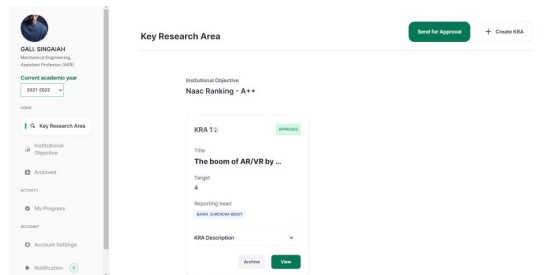 GALI. SINGAIAH
Mechanical Engineering,
Assistant Professor (AER)
Current academic year
2021-2022
HOME
Key Research Area
Institutional
Objective
Archived
ACTIVITY
My Progress
ACCOUNT
Account Settings
Notification
Key Research Area
Send for Approval
+ Create KRA
Insitutional Objective
Naac Ranking - A++
KRA 1
APPROVED
Title
The boom of AR/VR by ...
Target
4
Reporting head
SURENDRA REDDY
KRA Description
Archive
View